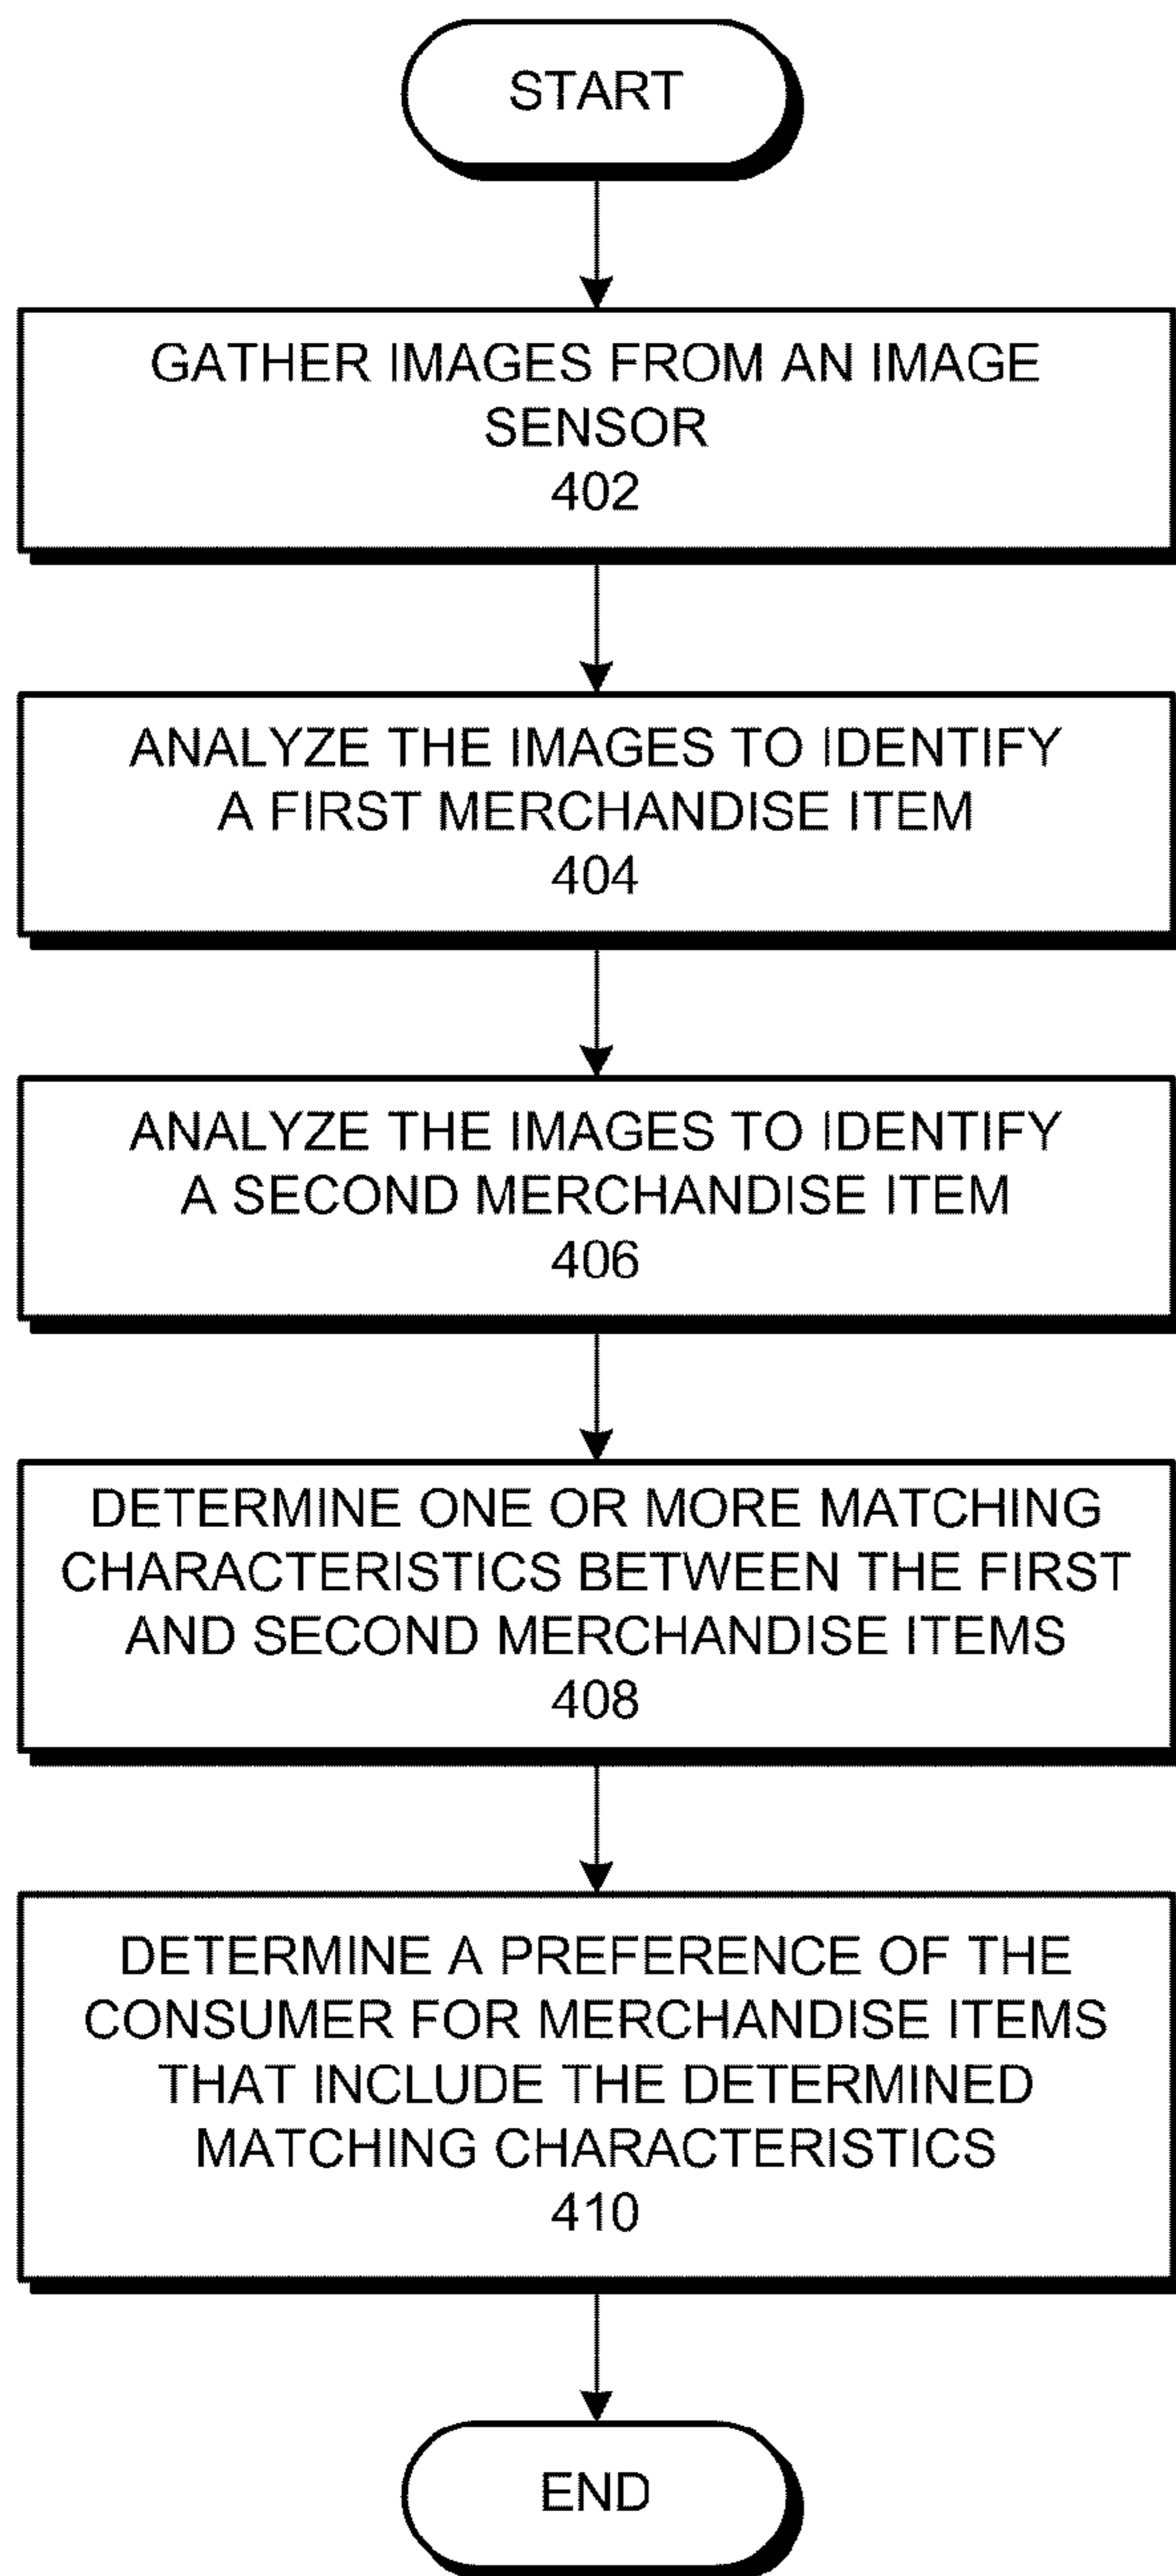 START
GATHER IMAGES FROM AN IMAGE
SENSOR
402
ANALYZE THE IMAGES TO IDENTIFY
A FIRST MERCHANDISE ITEM
404
ANALYZE THE IMAGES TO IDENTIFY
A SECOND MERCHANDISE ITEM
406
DETERMINE ONE OR MORE MATCHING
CHARACTERISTICS BETWEEN THE FIRST
AND SECOND MERCHANDISE ITEMS
408
DETERMINE A PREFERENCE OF THE
CONSUMER FOR MERCHANDISE ITEMS
THAT INCLUDE THE DETERMINED
MATCHING CHARACTERISTICS
410
END